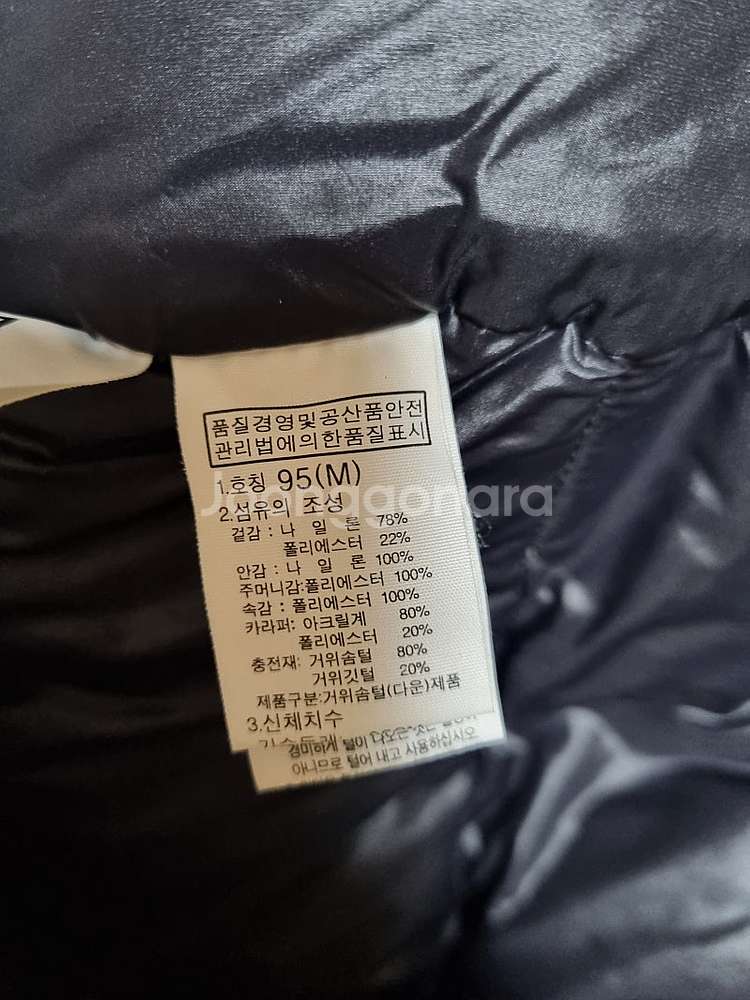 품질경영및공산품안전
관리법에의한품질표시
1.호칭 95(M)
Joonggonara
2.섬유의 조성
겉감 : 나 일 론 78%
폴리에스터 22%
안감 : 나 일 론 100%
주머니감:폴리에스터 100%
속감 : 폴리에스터 100%
카라퍼: 아크릴계 80%
폴리에스터 20%
충전재: 거위솜털 80%
거위깃털 20%
제품구분:거위솜털(다운)제품
3.신체치수
경미하게 털이
아니므로 털어 내고 사용하십시오